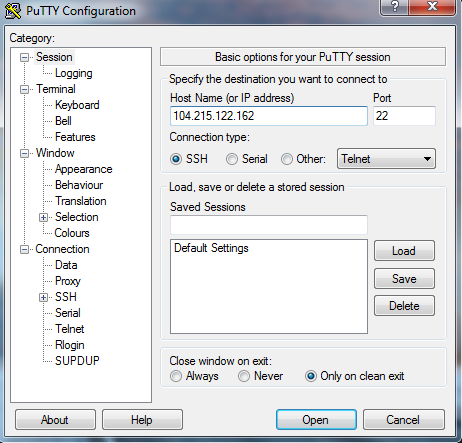 PuTTY Configuration
Category:
Session
Logging
Terminal
Keyboard
Bell
Features
Window
Appearance
Behaviour
Translation
Selection
Colours
Connection
Data
Proxy
SSH
Serial
Telnet
Rlogin
SUPDUP
Basic options for your PuTTY session
Specify the destination you want to connect to
Host Name (or IP address) Port
104.215.122.162 22
Connection type:
SSH Serial Other: Telnet
Load, save or delete a stored session
Saved Sessions
Default Settings
Load
Save
Delete
Close window on exit:
Always Never Only on clean exit
About Help Open Cancel